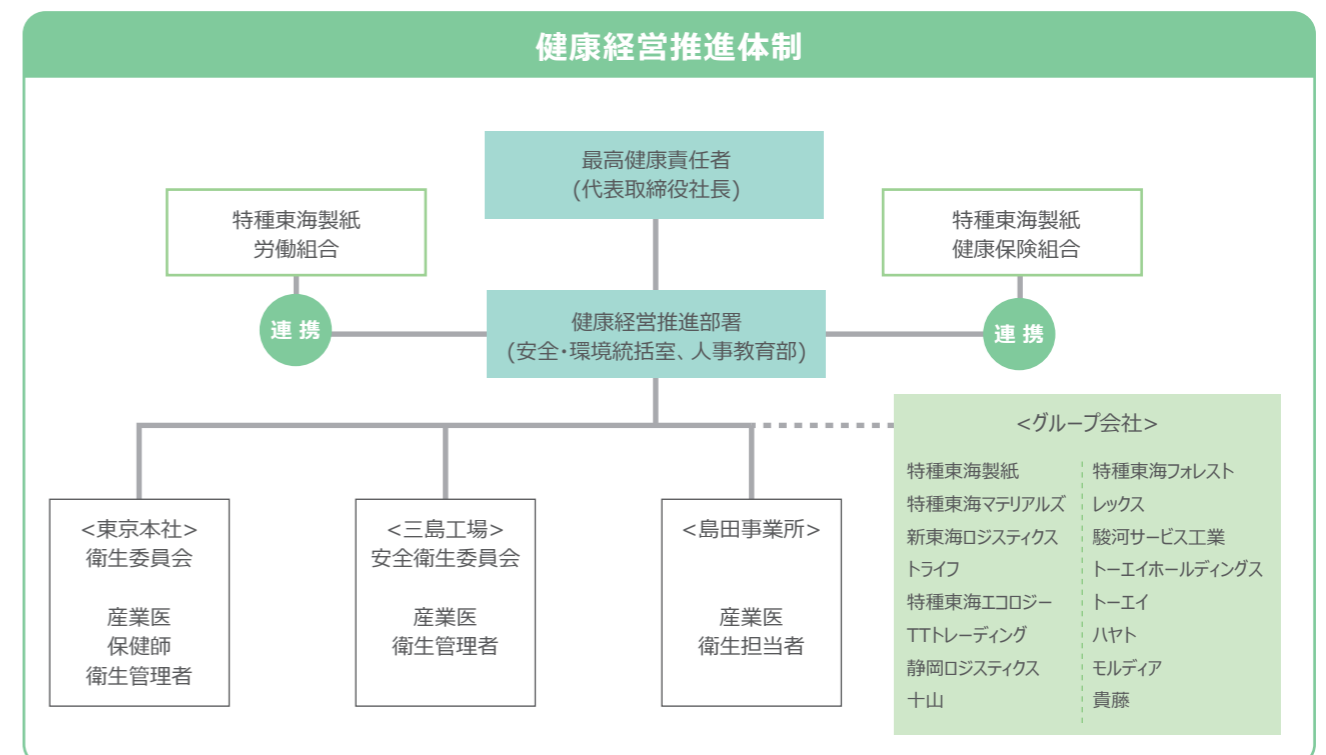 健康経営推進体制
最高健康責任者
(代表取締役社長)
特種東海製紙
労働組合
特種東海製紙
健康保険組合
連携
健康経営推進部署
(安全・環境統括室、人事教育部)
連携
<東京本社>
衛生委員会
産業医
保健師
衛生管理者
<三島工場>
安全衛生委員会
産業医
衛生管理者
<島田事業所>
産業医
衛生担当者
<グループ会社>
特種東海製紙
特種東海マテリアルズ
新東海ロジスティクス
トライフ
特種東海エコロジー
TTトレーディング
静岡ロジスティクス
十山
特種東海フォレスト
レックス
駿河サービス工業
トーエイホールディングス
トーエイ
ハヤト
モルディア
貴藤